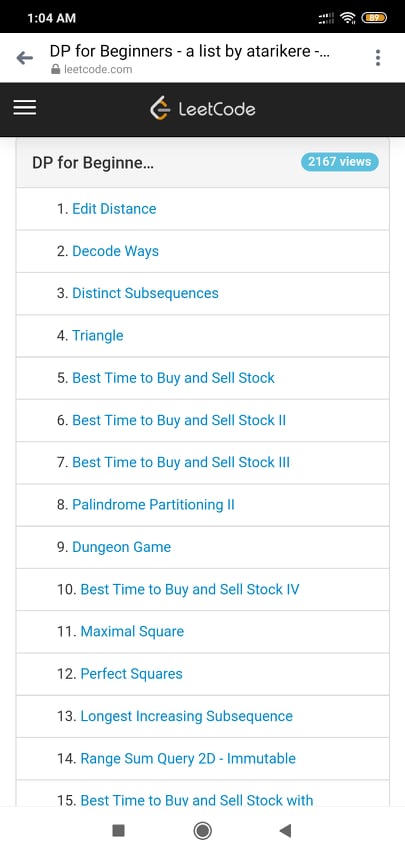 1:04 AM
89
DP for Beginners - a list by atarikere -...
leetcode.com
LeetCode
DP for Beginne...
2167 views
1. Edit Distance
2. Decode Ways
3. Distinct Subsequences
4. Triangle
5. Best Time to Buy and Sell Stock
6. Best Time to Buy and Sell Stock II
7. Best Time to Buy and Sell Stock III
8. Palindrome Partitioning II
9. Dungeon Game
10. Best Time to Buy and Sell Stock IV
11. Maximal Square
12. Perfect Squares
13. Longest Increasing Subsequence
14. Range Sum Query 2D - Immutable
15. Best Time to Buy and Sell Stock with